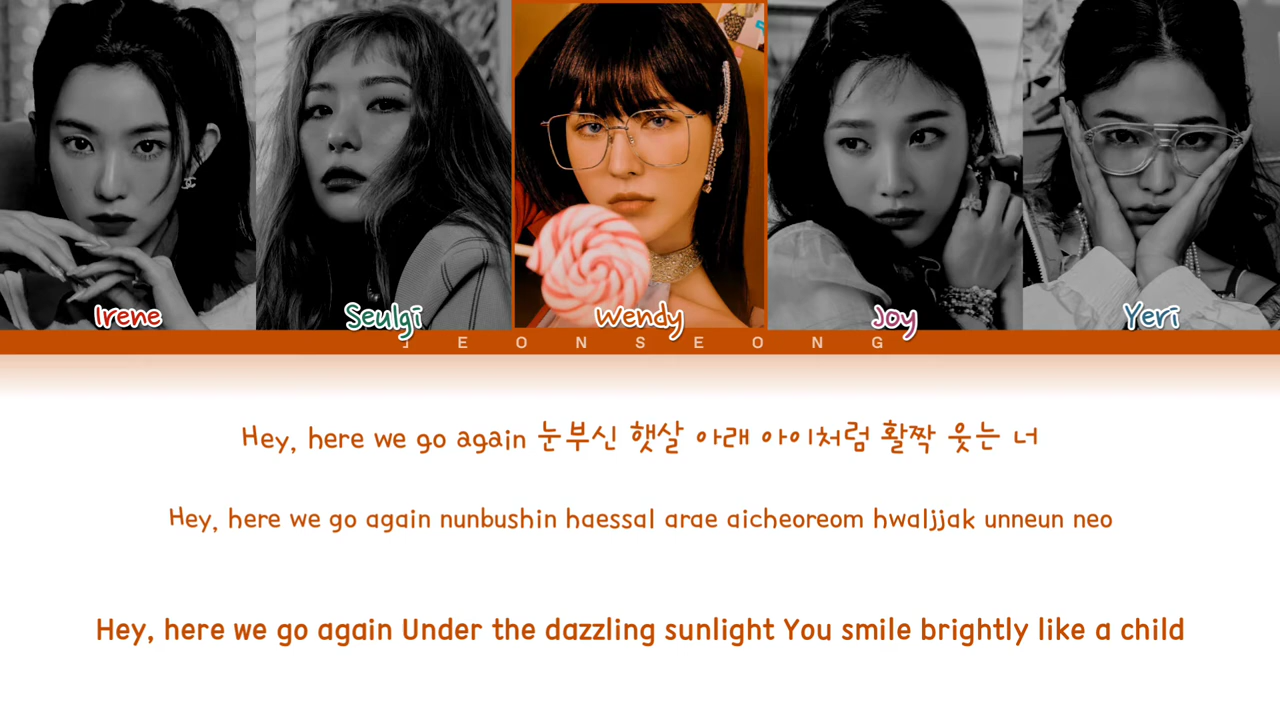 Irene
Seulgi
Wendy
Joy
Yeri
JEONSEONG
Hey, here we go again 눈부신 햇살 아래 아이처럼 활짝 웃는 너
Hey, here we go again nunbushin haessal arae aicheoreom hwaljjak unneun neo
Hey, here we go again Under the dazzling sunlight You smile brightly like a child